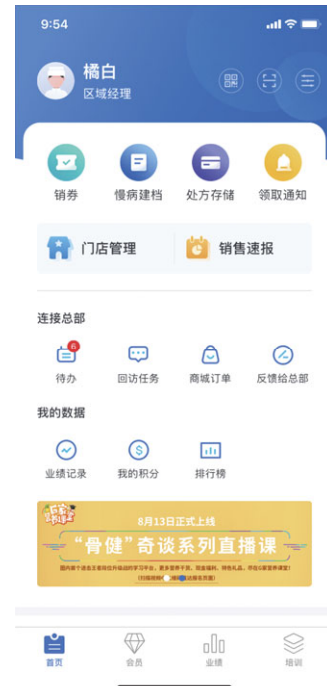 9:54
橘白
区域经理
销券
慢病建档
处方存储
领取通知
门店管理
销售速报
连接总部
6
待办
回访任务
商城订单
反馈给总部
我的数据
业绩记录
我的积分
排行榜
8月13日正式上线
“骨健”奇谈系列直播课
首页
会员
业绩
培训